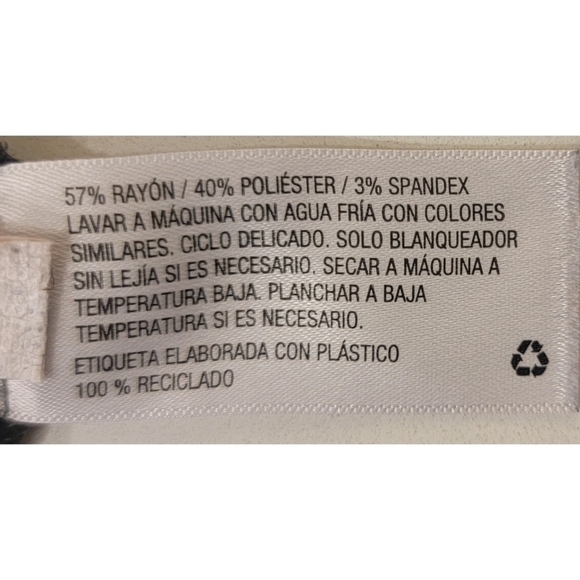 57% RAYÓN / 40% POLIÉSTER / 3% SPANDEX
LAVAR A MÁQUINA CON AGUA FRÍA CON COLORES
SIMILARES. CICLO DELICADO. SOLO BLANQUEADOR
SIN LEJÍA SI ES NECESARIO. SECAR A MÁQUINA A
TEMPERATURA BAJA. PLANCHAR A BAJA
TEMPERATURA SI ES NECESARIO.
ETIQUETA ELABORADA CON PLÁSTICO
100 % RECICLADO